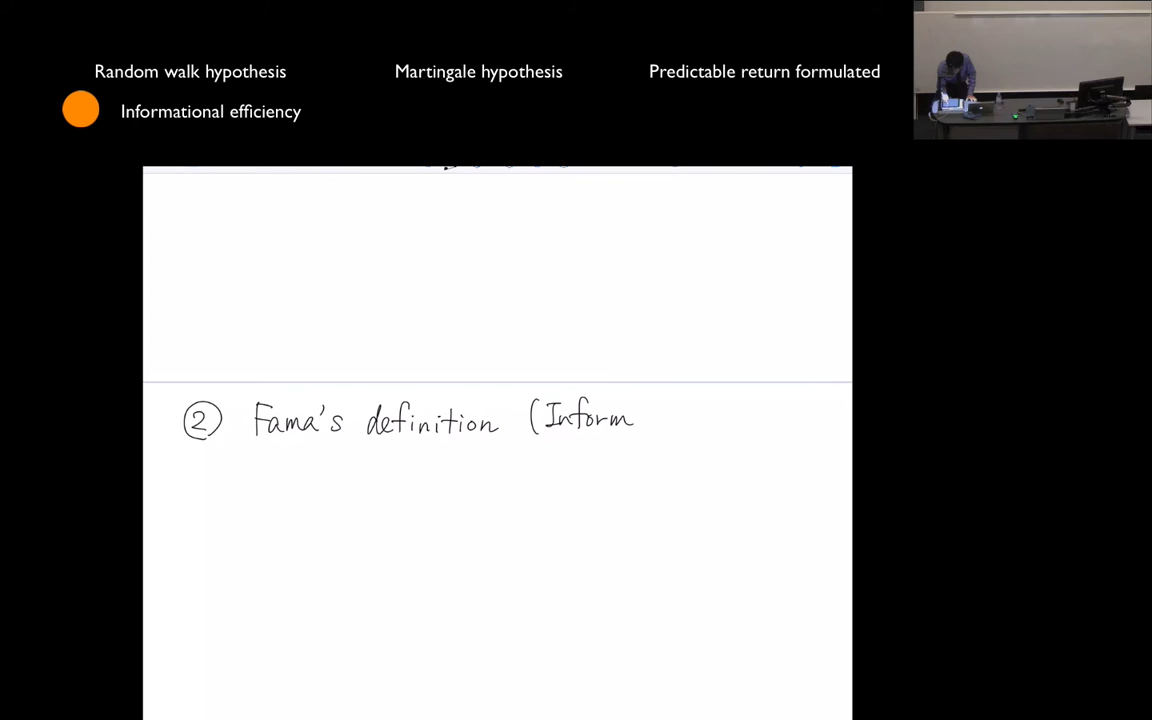 Random walk hypothesis Martingale hypothesis Predictable return formulated
Informational efficiency
② Fama's definition (Inform